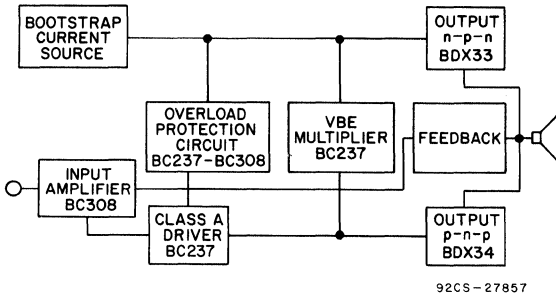 BOOTSTRAP
CURRENT
SOURCE
OUTPUT
n-p-n
BDX33
OVERLOAD
PROTECTION
CIRCUIT
BC237-BC308
VBE
MULTIPLIER
BC237
FEEDBACK
INPUT
AMPLIFIER
BC308
CLASS A
DRIVER
BC237
OUTPUT
p-n-p
BDX34
92CS-27857